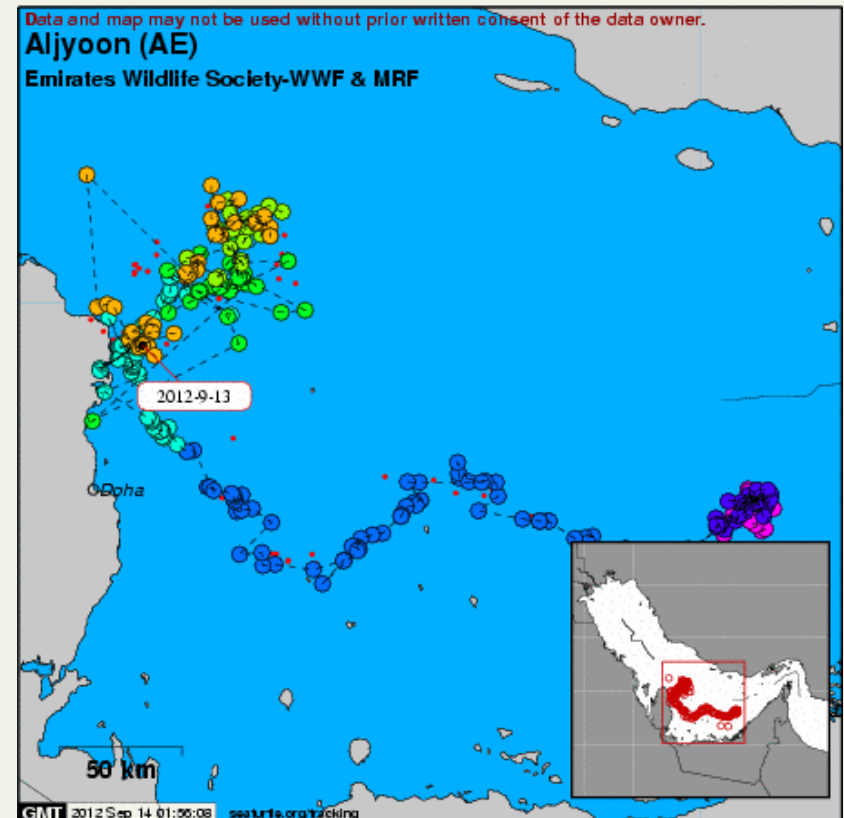 Data and map may not be used without prior written consent of the data owner.
Aljyoon (AE)
Emirates Wildlife Society-WWF & MRF
2012-9-13
Doha
50 km
GMT 2012 Sep 14 01:56:08 seaturtle.org/tracking